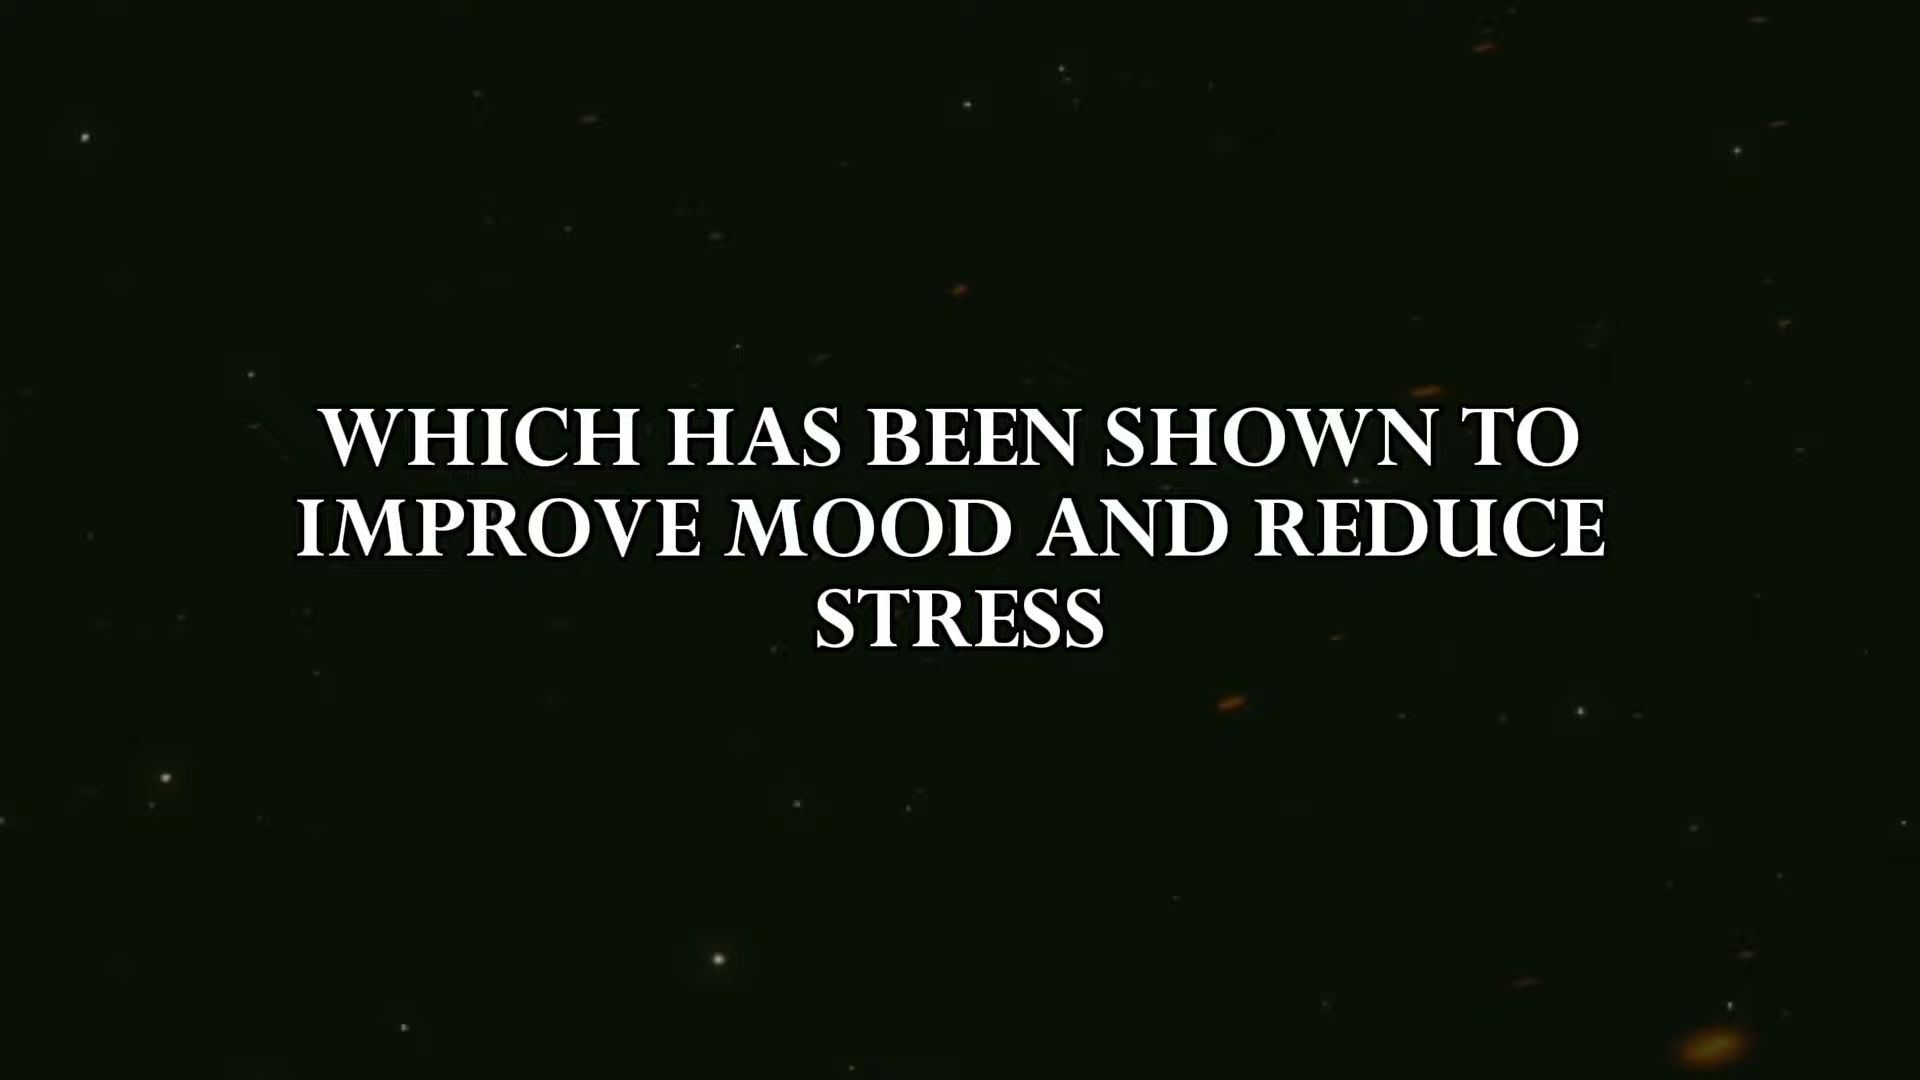 WHICH HAS BEEN SHOWN TO
IMPROVE MOOD AND REDUCE
STRESS